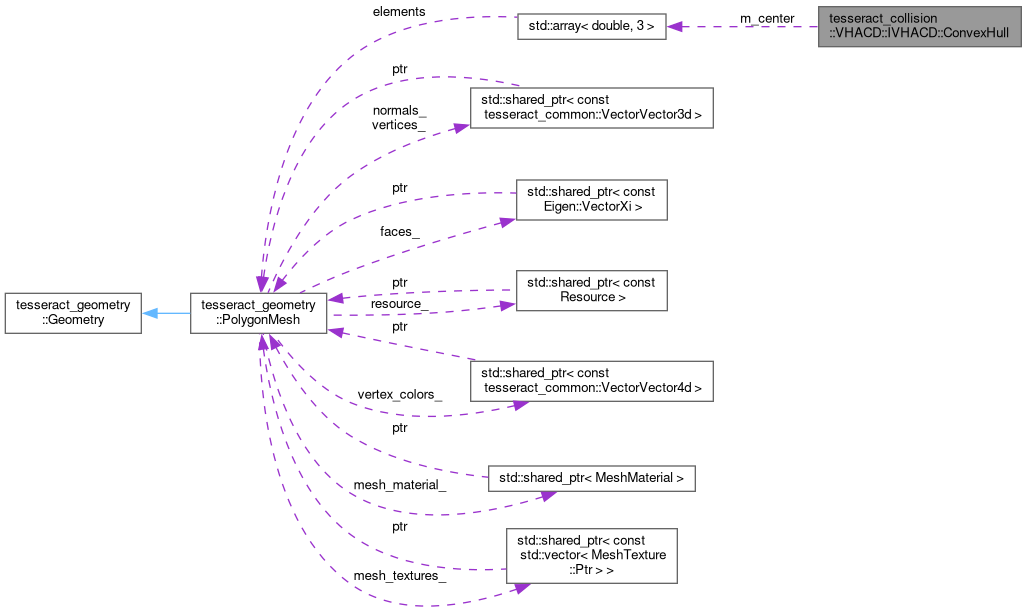 elements
std::array< double, 3 >
m_center
tesseract_collision
::VHACD::IVHACD::ConvexHull
ptr
std::shared_ptr< const
tesseract_common::VectorVector3d >
normals_
vertices_
ptr
std::shared_ptr< const
Eigen::VectorXi >
faces_
tesseract_geometry
::Geometry
tesseract_geometry
::PolygonMesh
ptr
std::shared_ptr< const
Resource >
resource_
ptr
std::shared_ptr< const
tesseract_common::VectorVector4d >
vertex_colors_
ptr
std::shared_ptr< MeshMaterial >
mesh_material_
ptr
std::shared_ptr< const
std::vector< MeshTexture
::Ptr > >
mesh_textures_